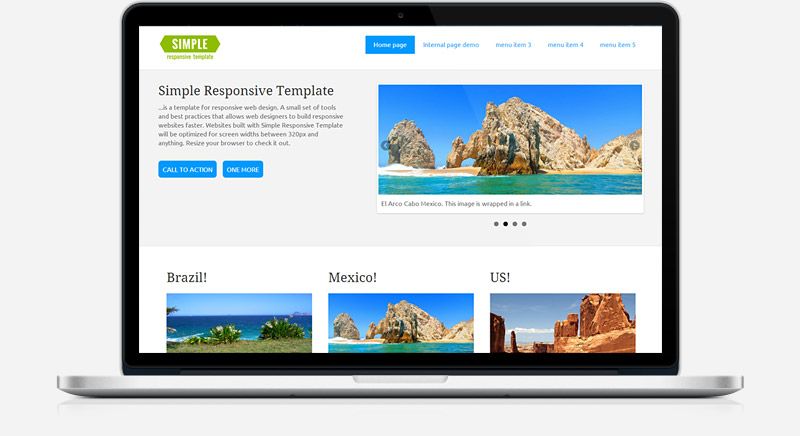 SIMPLE
responsive template
Home page
Internal page demo
menu item 3
menu item 4
menu item 5
Simple Responsive Template
...is a template for responsive web design. A small set of tools
and best practices that allows web designers to build responsive
websites faster. Websites built with Simple Responsive Template
will be optimized for screen widths between 320px and
anything. Resize your browser to check it out.
CALL TO ACTION
ONE MORE
El Arco Cabo Mexico. This image is wrapped in a link.
Brazil!
Mexico!
US!